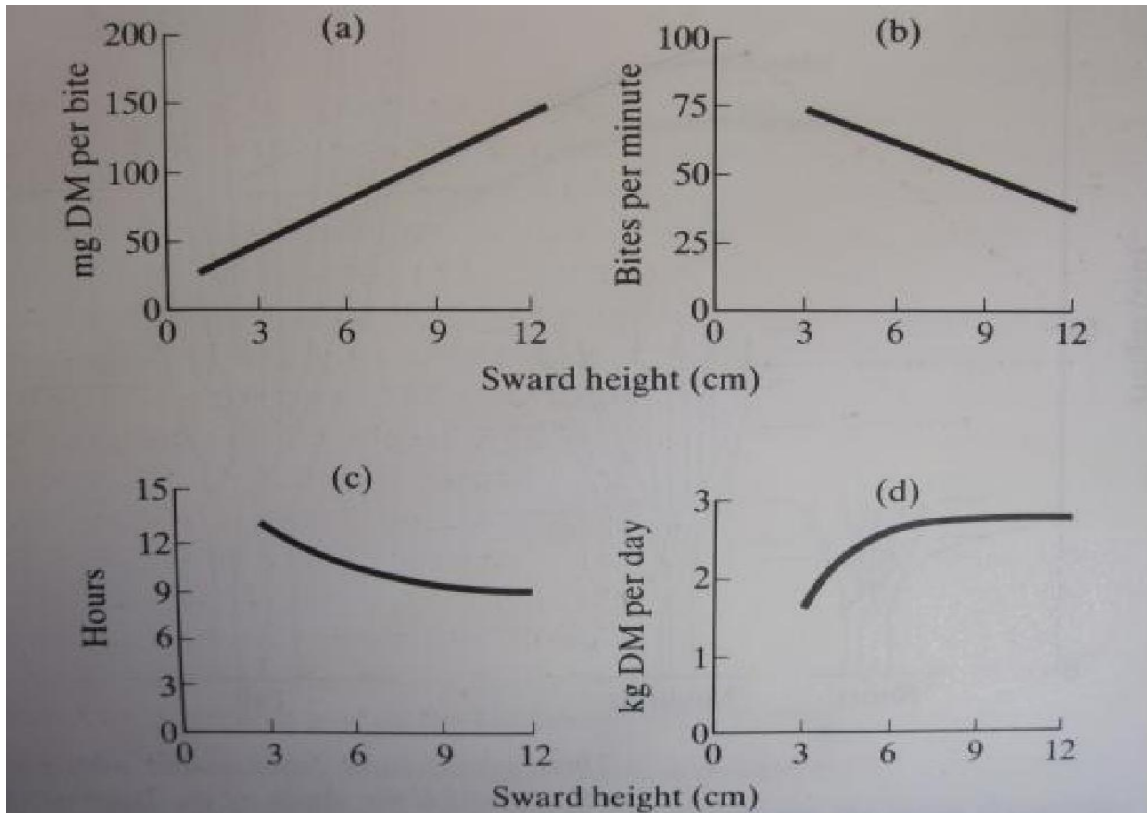 (a)
mg DM per bite
200
150
100
50
0
0 3 6 9 12
(b)
Bites per minute
100
75
50
25
0
0 3 6 9 12
Sward height (cm)
(c)
Hours
15
12
9
6
3
0
0 3 6 9 12
(d)
kg DM per day
3
2
1
0
0 3 6 9 12
Sward height (cm)